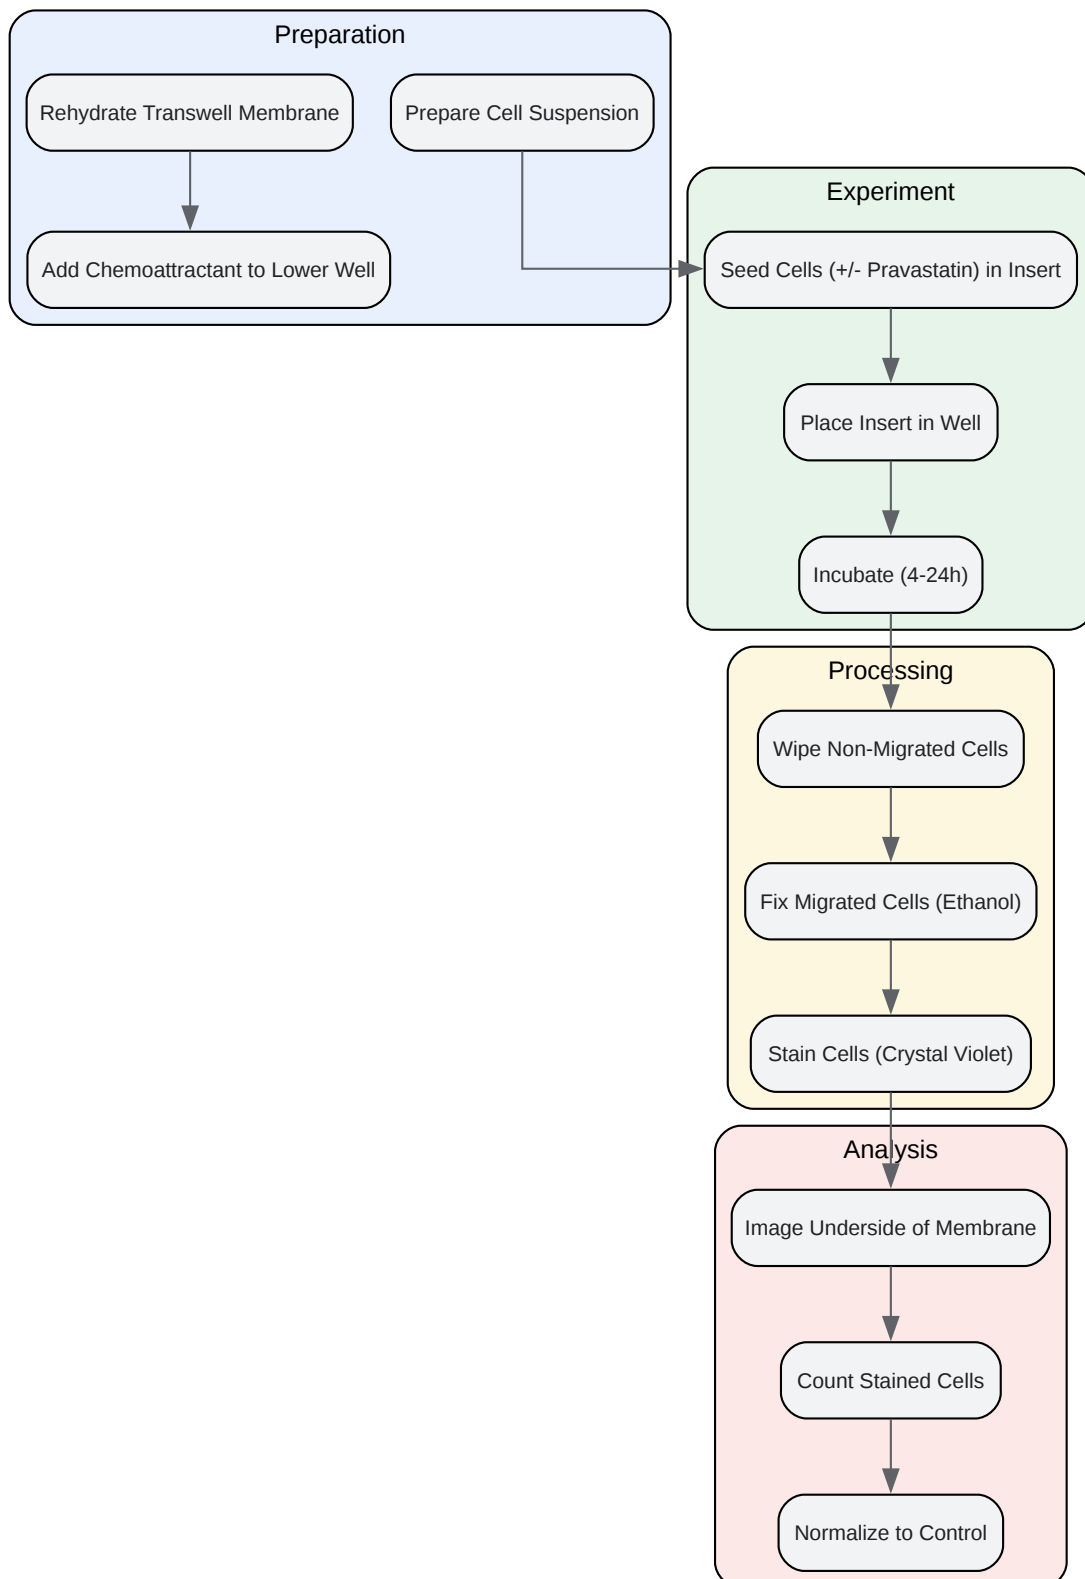 Preparation
Rehydrate Transwell Membrane
Prepare Cell Suspension
Add Chemoattractant to Lower Well
Experiment
Seed Cells (+/- Pravastatin) in Insert
Place Insert in Well
Incubate (4-24h)
Processing
Wipe Non-Migrated Cells
Fix Migrated Cells (Ethanol)
Stain Cells (Crystal Violet)
Analysis
Image Underside of Membrane
Count Stained Cells
Normalize to Control